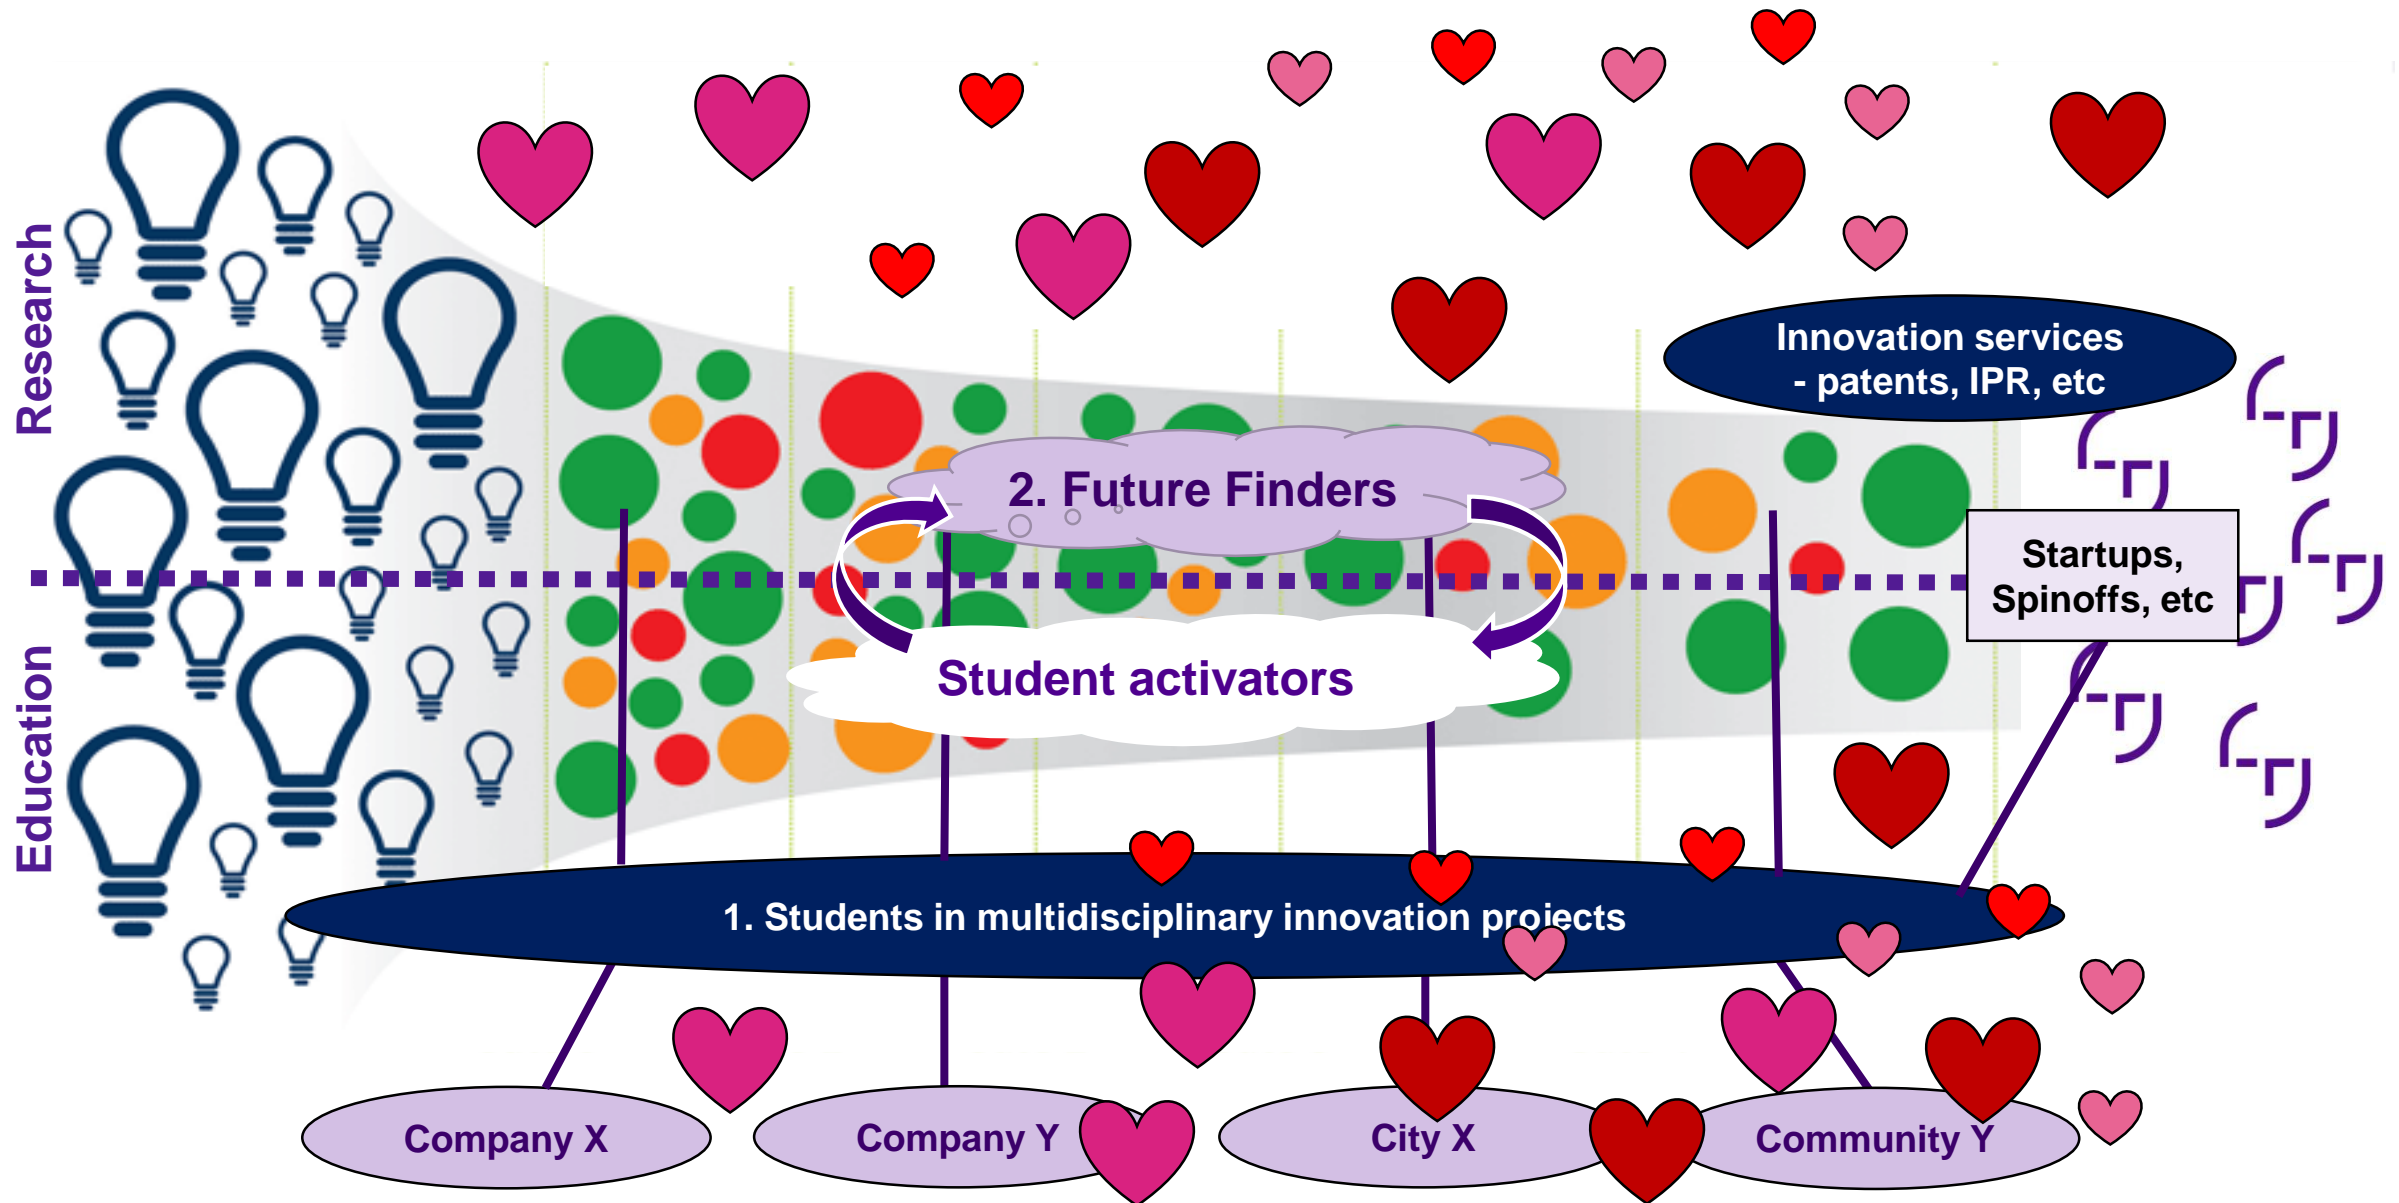 Research
Education
Innovation services
- patents, IPR, etc
2. Future Finders
Startups,
Spinoffs, etc
Student activators
1. Students in multidisciplinary innovation projects
Company X
Company Y
City X
Community Y